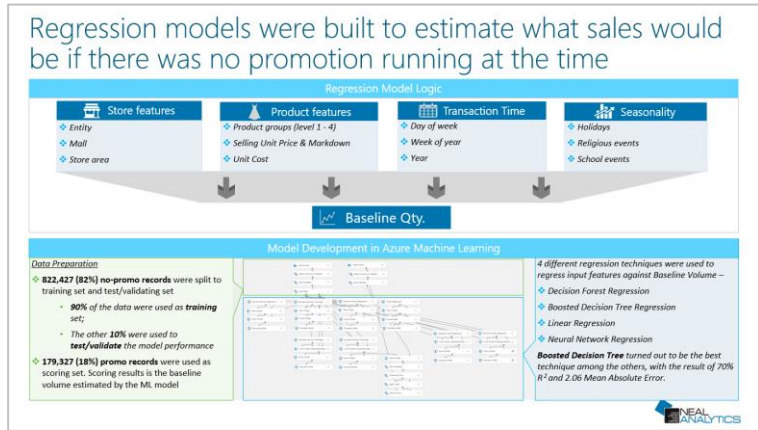 Regression models were built to estimate what sales would
be if there was no promotion running at the time
Regression Model Logic
Store features
Entity
Mall
Store area
Product features
Product groups (level 1 - 4)
Selling Unit Price & Markdown
Unit Cost
Transaction Time
Day of week
Week of year
Year
Seasonality
Holidays
Religious events
School events
Baseline Qty.
Model Development in Azure Machine Learning
Data Preparation
822,427 (82%) no-promo records were split to
training set and test/validating set
90% of the data were used as training
set;
The other 10% were used to
test/validate the model performance
179,327 (18%) promo records were used as
scoring set. Scoring results is the baseline
volume estimated by the ML model
4 different regression techniques were used to
regress input features against Baseline Volume –
Decision Forest Regression
Boosted Decision Tree Regression
Linear Regression
Neural Network Regression
Boosted Decision Tree turned out to be the best
technique among the others, with the result of 70%
R² and 2.06 Mean Absolute Error.
NEAL
ANALYTICS